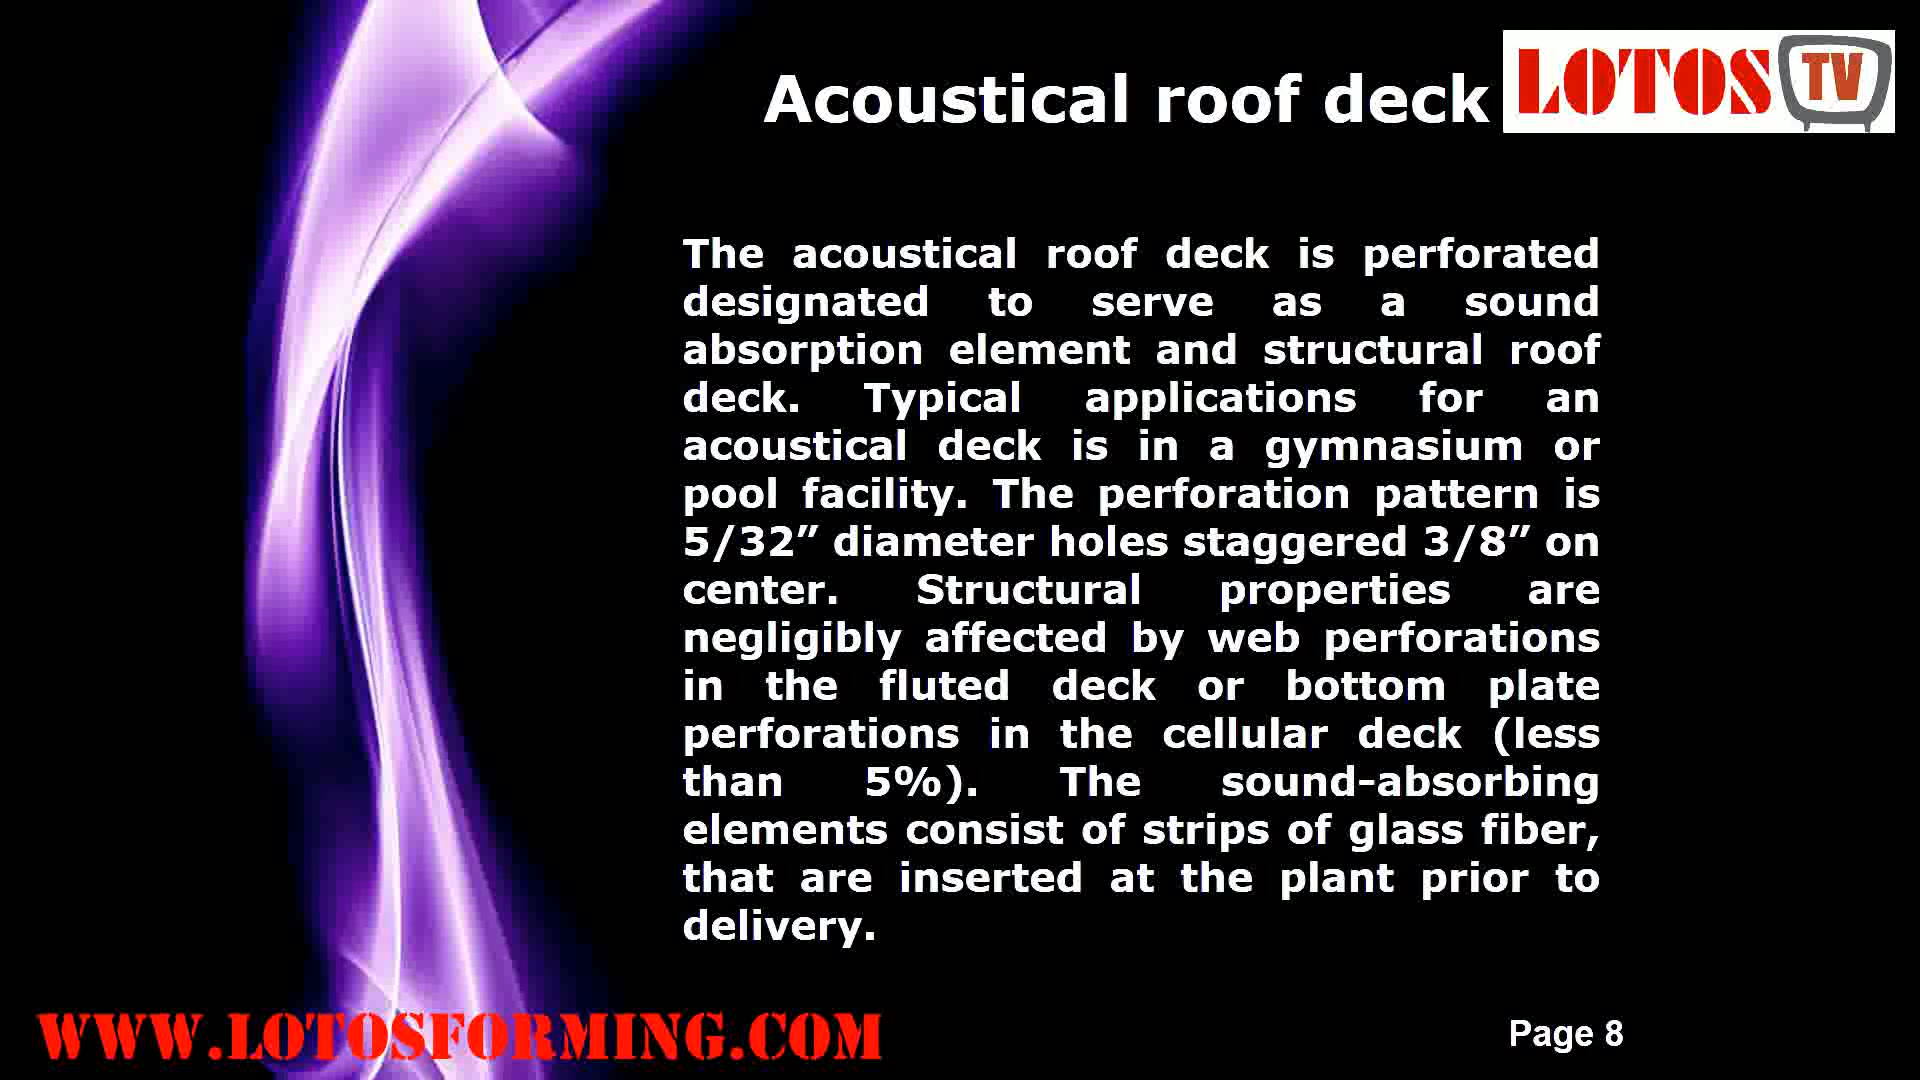 Acoustical roof deck
LOTOS TV
The acoustical roof deck is perforated
designated to serve as a sound
absorption element and structural roof
deck. Typical applications for an
acoustical deck is in a gymnasium or
pool facility. The perforation pattern is
5/32” diameter holes staggered 3/8” on
center. Structural properties are
negligibly affected by web perforations
in the fluted deck or bottom plate
perforations in the cellular deck (less
than 5%). The sound-absorbing
elements consist of strips of glass fiber,
that are inserted at the plant prior to
delivery.
WWW.LOTOSFORMING.COM
Page 8